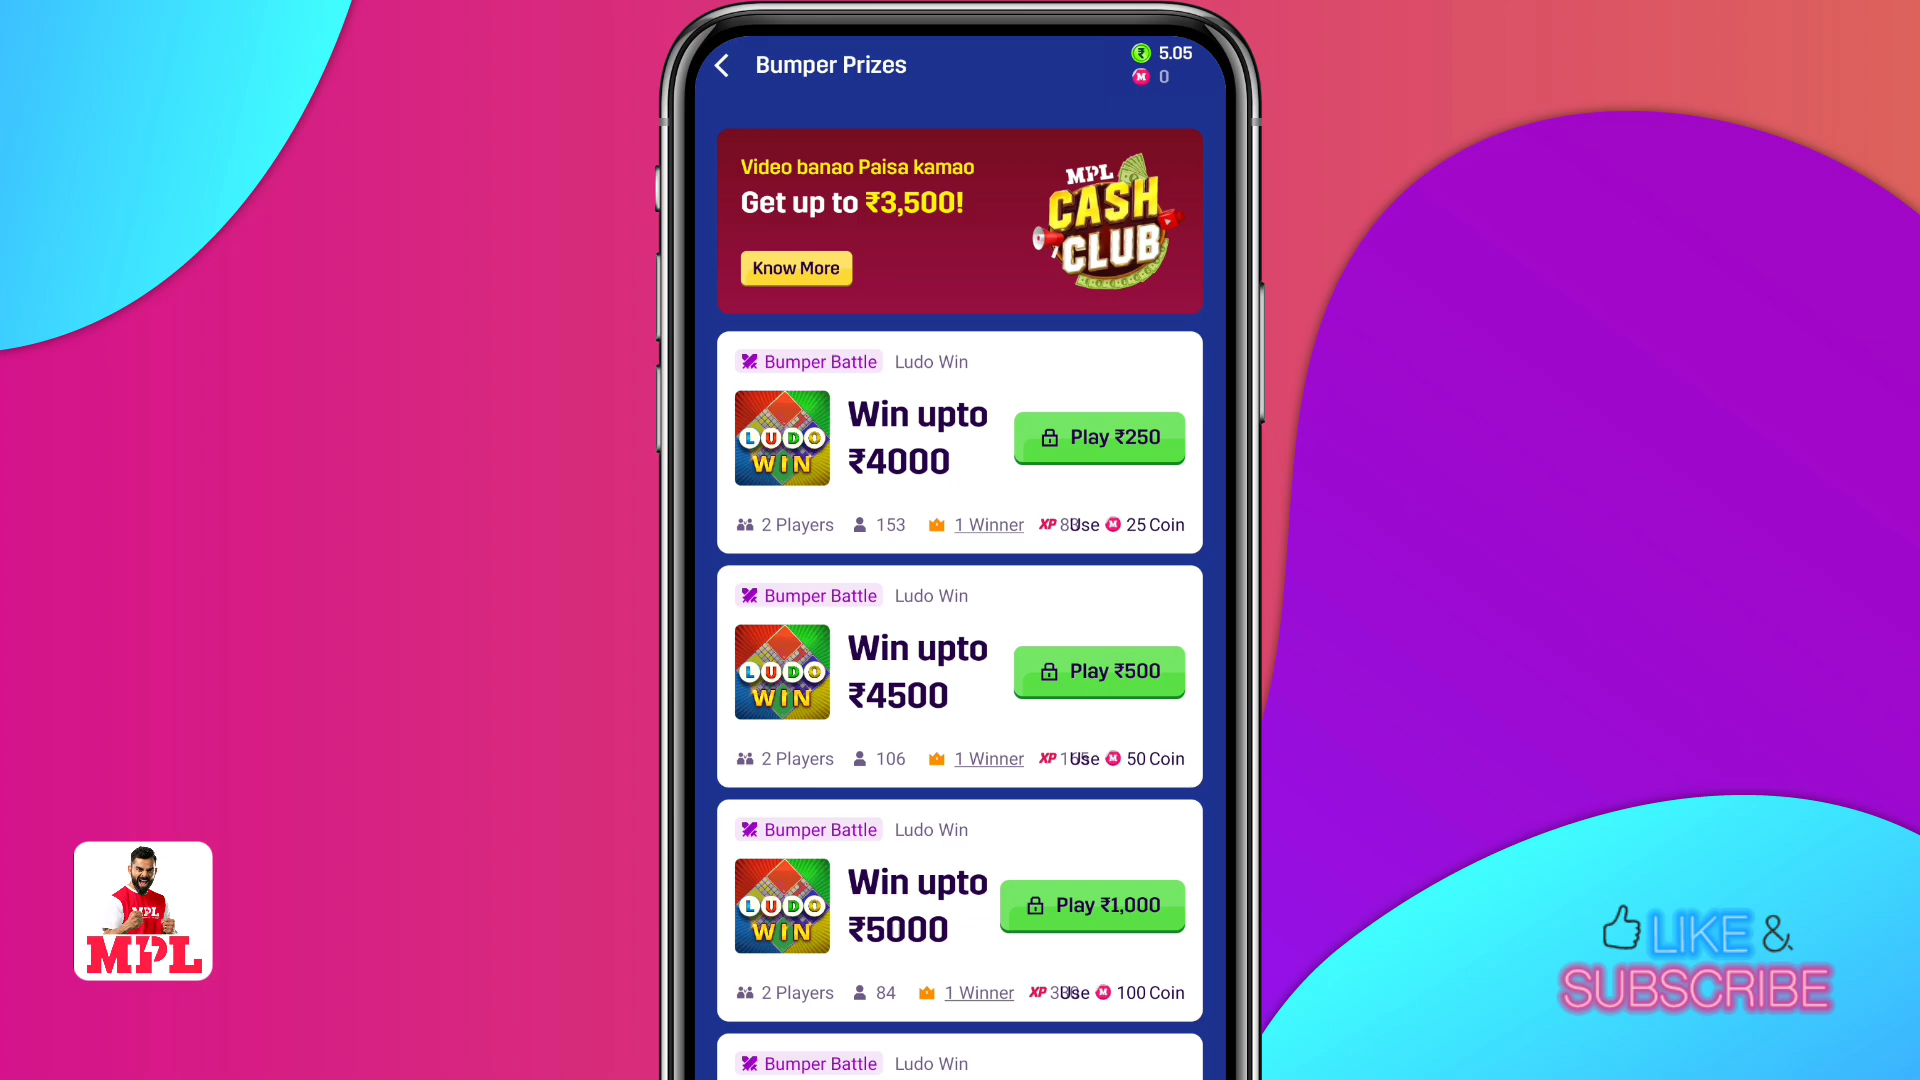 Bumper Prizes
5.05
0
Video banao Paisa kamao
Get up to ₹3,500!
Know More
MPL
CASH
CLUB
Bumper Battle Ludo Win
LUDO
WIN
Win upto
₹4000
Play ₹250
2 Players 153 1 Winner XP Use M 25 Coin
Bumper Battle Ludo Win
LUDO
WIN
Win upto
₹4500
Play ₹500
2 Players 106 1 Winner XP Use M 50 Coin
Bumper Battle Ludo Win
LUDO
WIN
Win upto
₹5000
Play ₹1,000
2 Players 84 1 Winner XP Use M 100 Coin
Bumper Battle Ludo Win
MPL
MPL
LIKE &
SUBSCRIBE